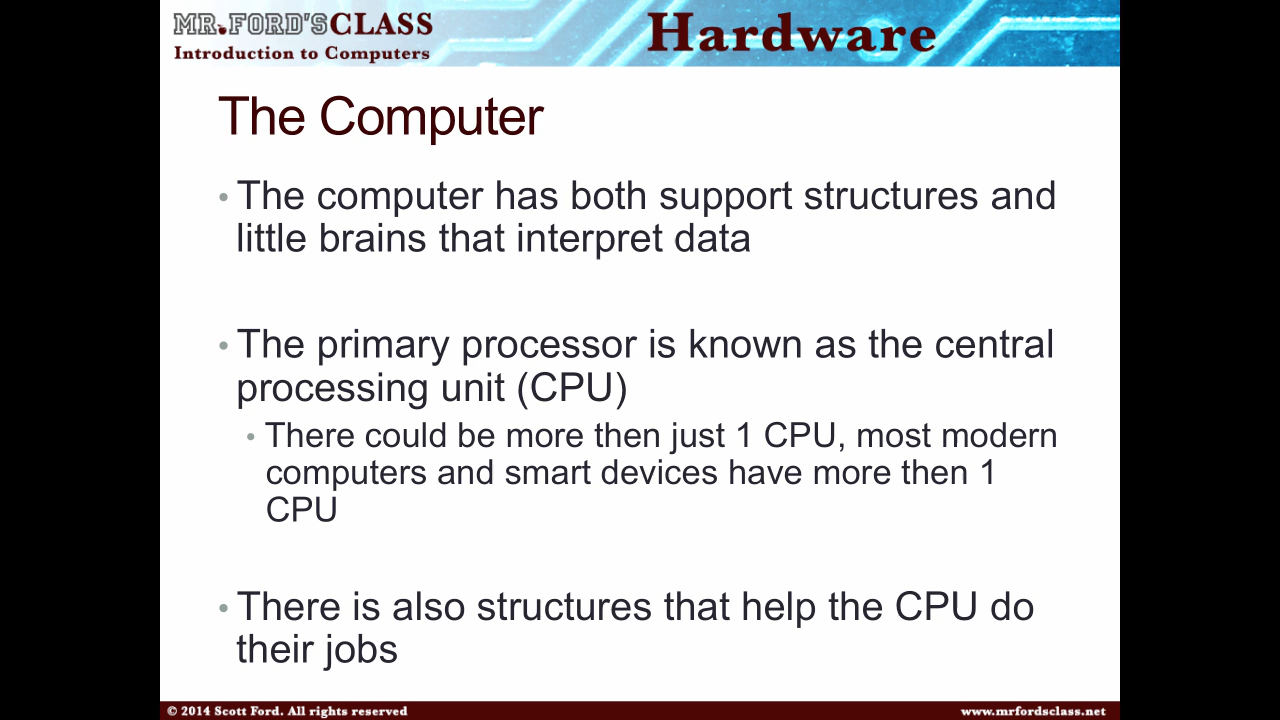 MR.FORD'S CLASS
Introduction to Computers
Hardware
The Computer
• The computer has both support structures and
little brains that interpret data
• The primary processor is known as the central
processing unit (CPU)
• There could be more then just 1 CPU, most modern
computers and smart devices have more then 1
CPU
• There is also structures that help the CPU do
their jobs
© 2014 Scott Ford. All rights reserved
www.mrfordsclass.net